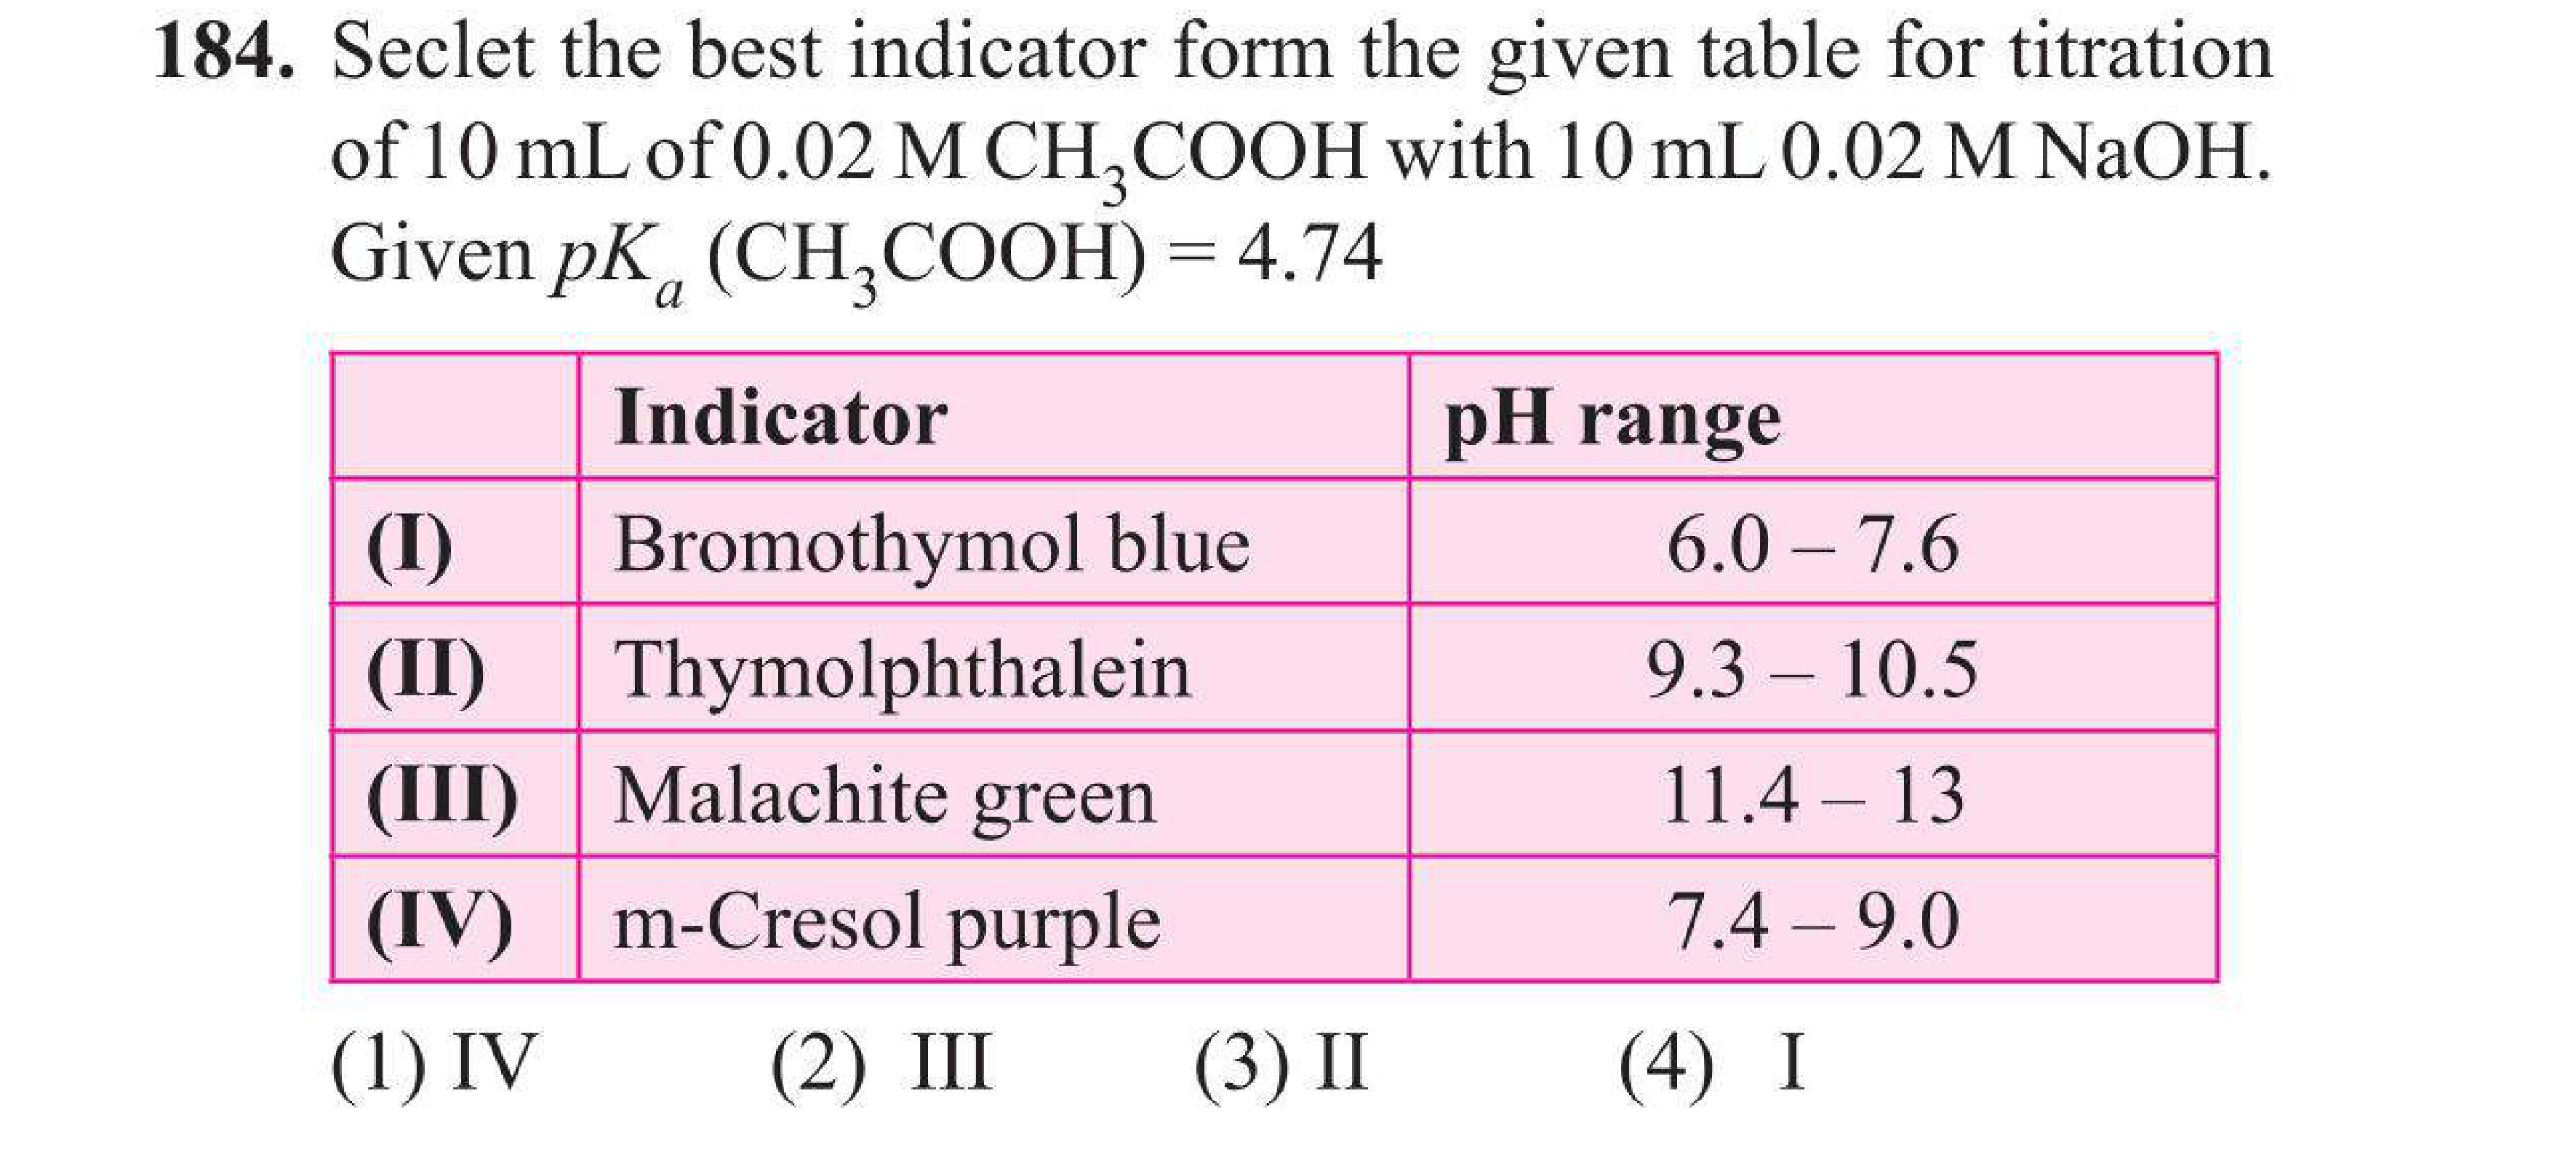 184. Seclet the best indicator form the given table for titration
of 10 mL of 0.02 M CH₃COOH with 10 mL 0.02 M NaOH.
Given pKₐ (CH₃COOH) = 4.74
Indicator pH range
(I) Bromothymol blue 6.0 – 7.6
(II) Thymolphthalein 9.3 – 10.5
(III) Malachite green 11.4 – 13
(IV) m-Cresol purple 7.4 – 9.0
(1) IV (2) III (3) II (4) I